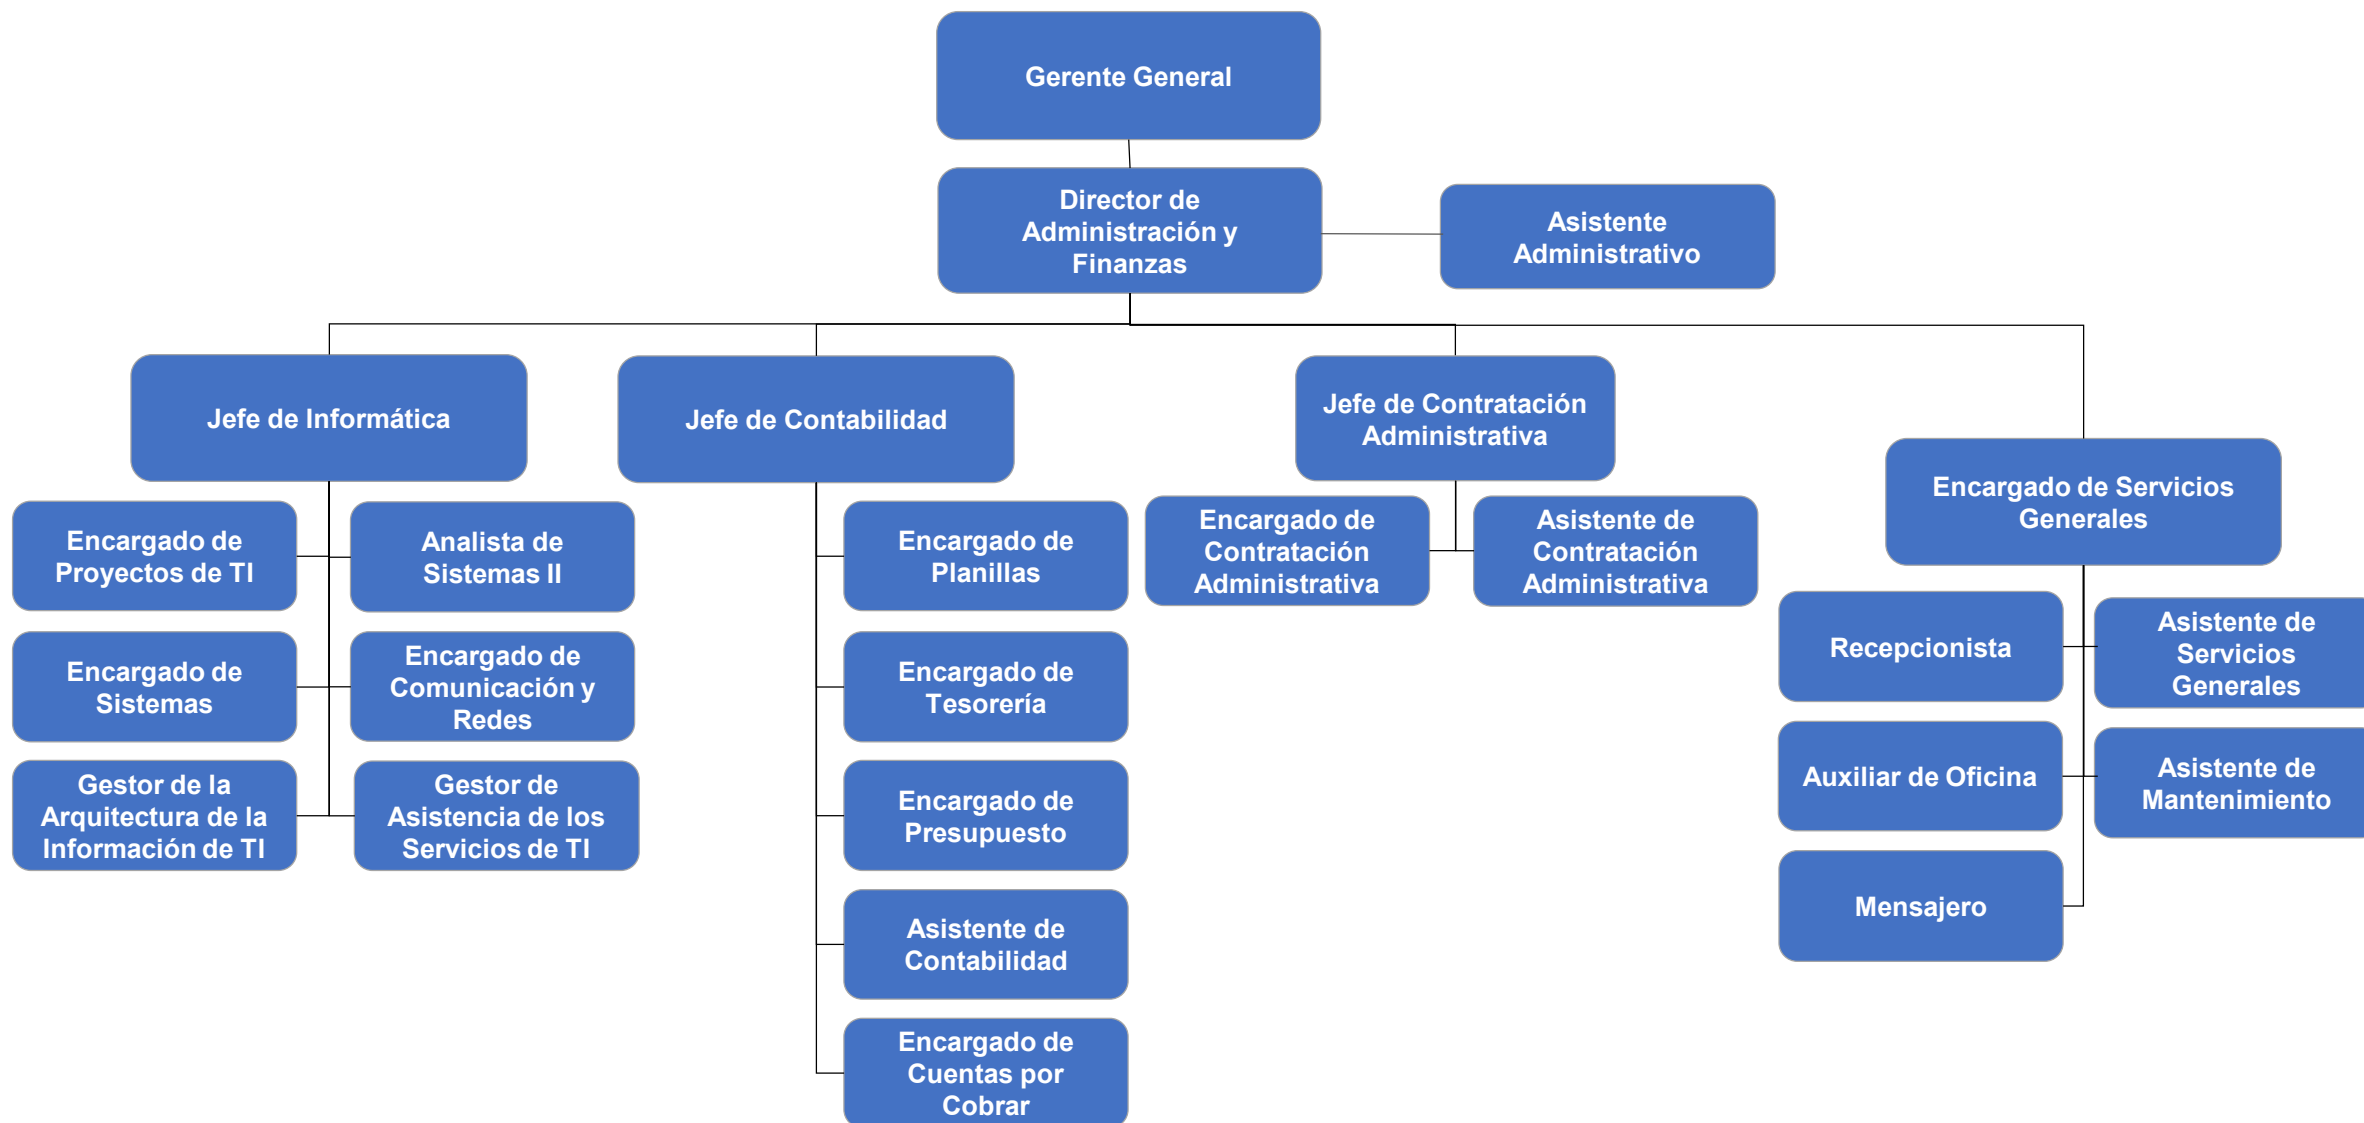 Gerente General
Director de
Administración y
Finanzas
Asistente
Administrativo
Jefe de Informática
Jefe de Contabilidad
Jefe de Contratación
Administrativa
Encargado de Servicios
Generales
Encargado de
Proyectos de TI
Analista de
Sistemas II
Encargado de
Sistemas
Encargado de
Comunicación y
Redes
Gestor de la
Arquitectura de la
Información de TI
Gestor de
Asistencia de los
Servicios de TI
Encargado de
Planillas
Encargado de
Tesorería
Encargado de
Presupuesto
Asistente de
Contabilidad
Encargado de
Cuentas por
Cobrar
Encargado de
Contratación
Administrativa
Asistente de
Contratación
Administrativa
Recepcionista
Asistente de
Servicios
Generales
Auxiliar de Oficina
Asistente de
Mantenimiento
Mensajero